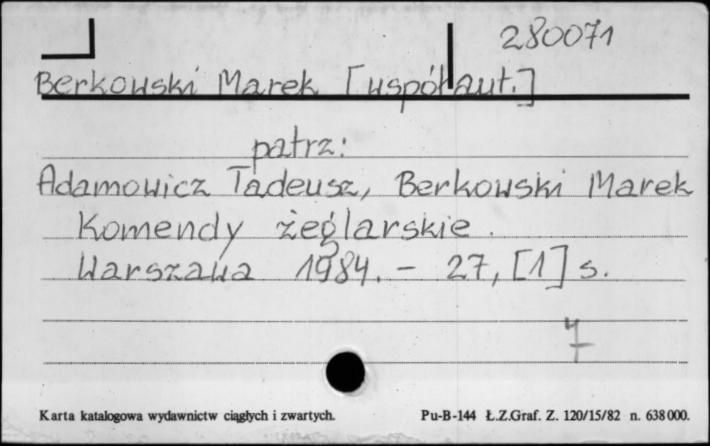 280071
Berkowski Marek [współaut.]
patrz:
Adamowicz Tadeusz, Berkowski Marek
Komendy żeglarskie.
Warszawa 1984. - 27, [1] s.
Karta katalogowa wydawnictw ciągłych i zwartych. Pu-B-144 Ł.Z.Graf. Z. 120/15/82 n. 638000.